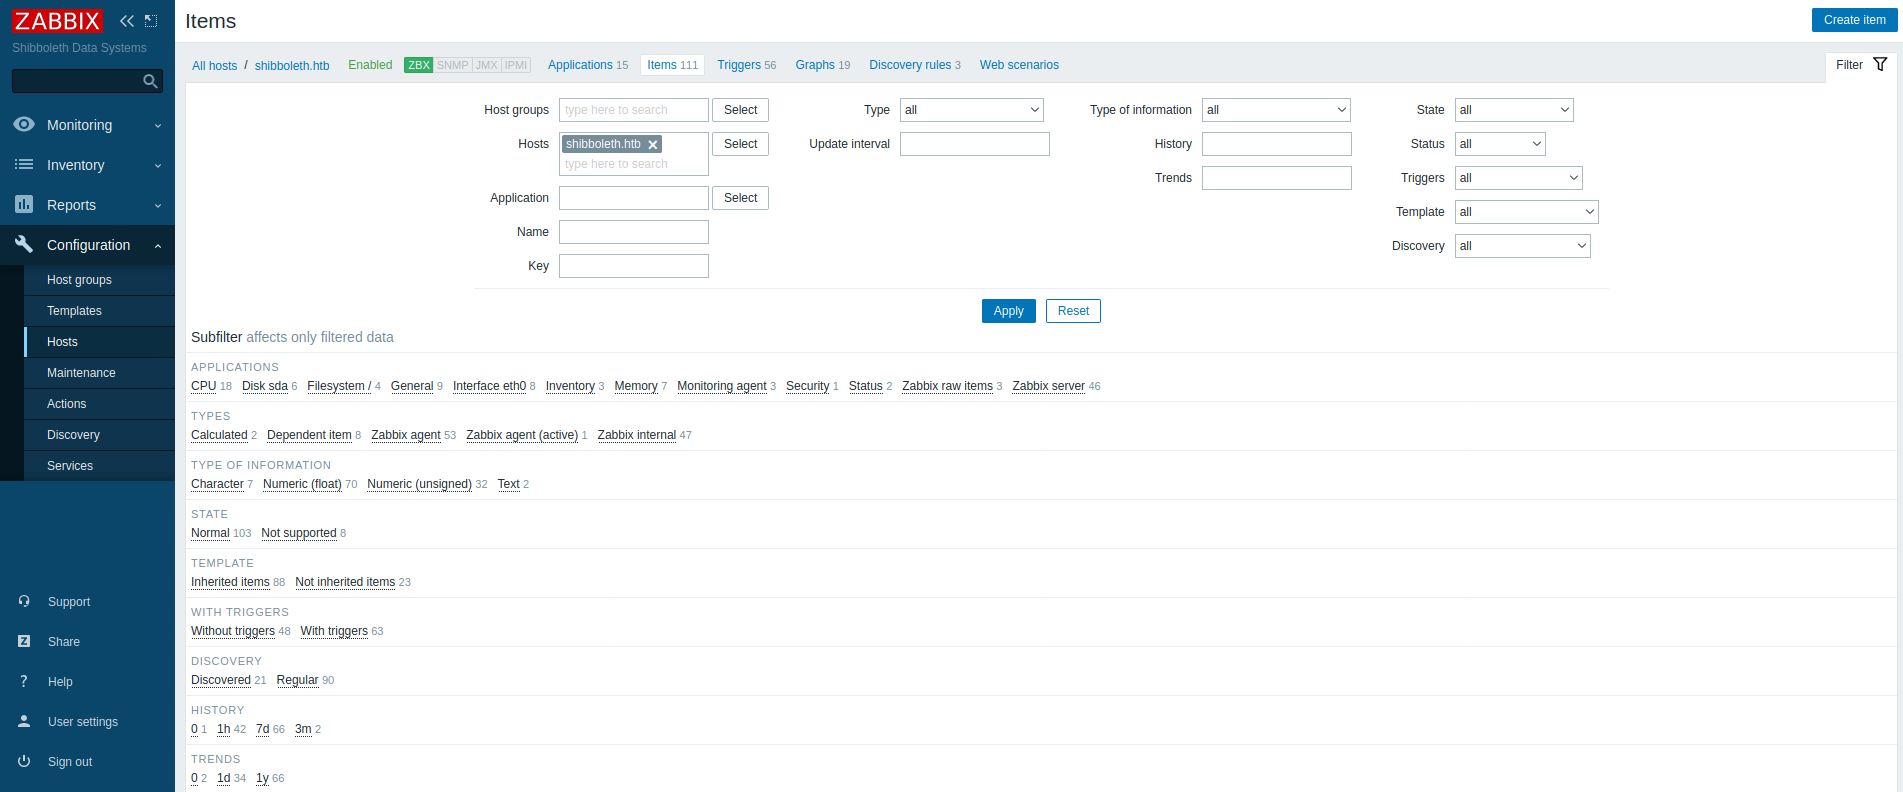 ZABBIX
Shibboleth Data Systems
Monitoring
Inventory
Reports
Configuration
Host groups
Templates
Hosts
Maintenance
Actions
Discovery
Services
Support
Share
Help
User settings
Sign out
Items
Create item
All hosts / shibboleth.htb Enabled ZBX SNMP JMX IPMI Applications 15 Items 111 Triggers 56 Graphs 19 Discovery rules 3 Web scenarios Filter
Host groups type here to search Select Type all Type of information all State all
Hosts shibboleth.htb Select Update interval History Status all
type here to search
Trends Triggers all
Application Select
Template all
Name
Discovery all
Key
Apply Reset
Subfilter affects only filtered data
APPLICATIONS
CPU 18 Disk sda 6 Filesystem / 4 General 9 Interface eth0 8 Inventory 3 Memory 7 Monitoring agent 3 Security 1 Status 2 Zabbix raw items 3 Zabbix server 46
TYPES
Calculated 2 Dependent item 8 Zabbix agent 53 Zabbix agent (active) 1 Zabbix internal 47
TYPE OF INFORMATION
Character 7 Numeric (float) 70 Numeric (unsigned) 32 Text 2
STATE
Normal 103 Not supported 8
TEMPLATE
Inherited items 88 Not inherited items 23
WITH TRIGGERS
Without triggers 48 With triggers 63
DISCOVERY
Discovered 21 Regular 90
HISTORY
0 1 1h 42 7d 66 3m 2
TRENDS
0 2 1d 34 1y 66